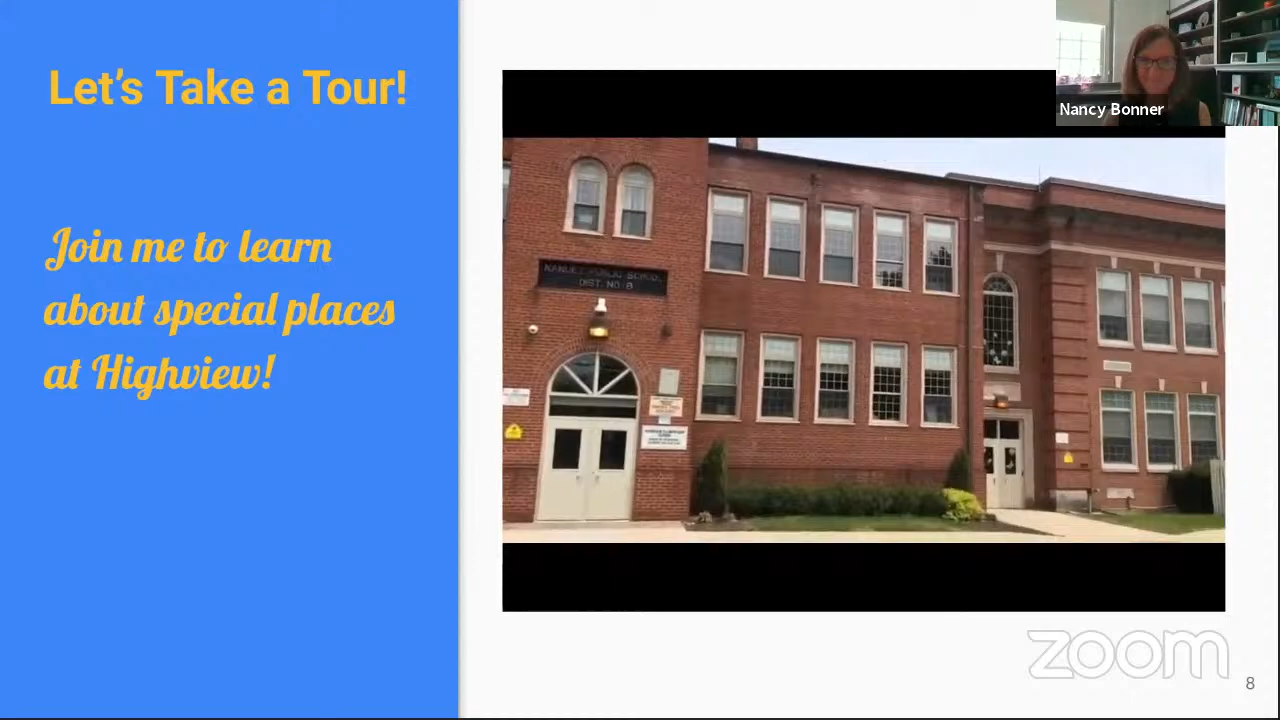 Let's Take a Tour!
Join me to learn
about special places
at Highview!
Nancy Bonner
NANUET PUBLIC SCHOOL
DIST. NO. 8
zoom
8